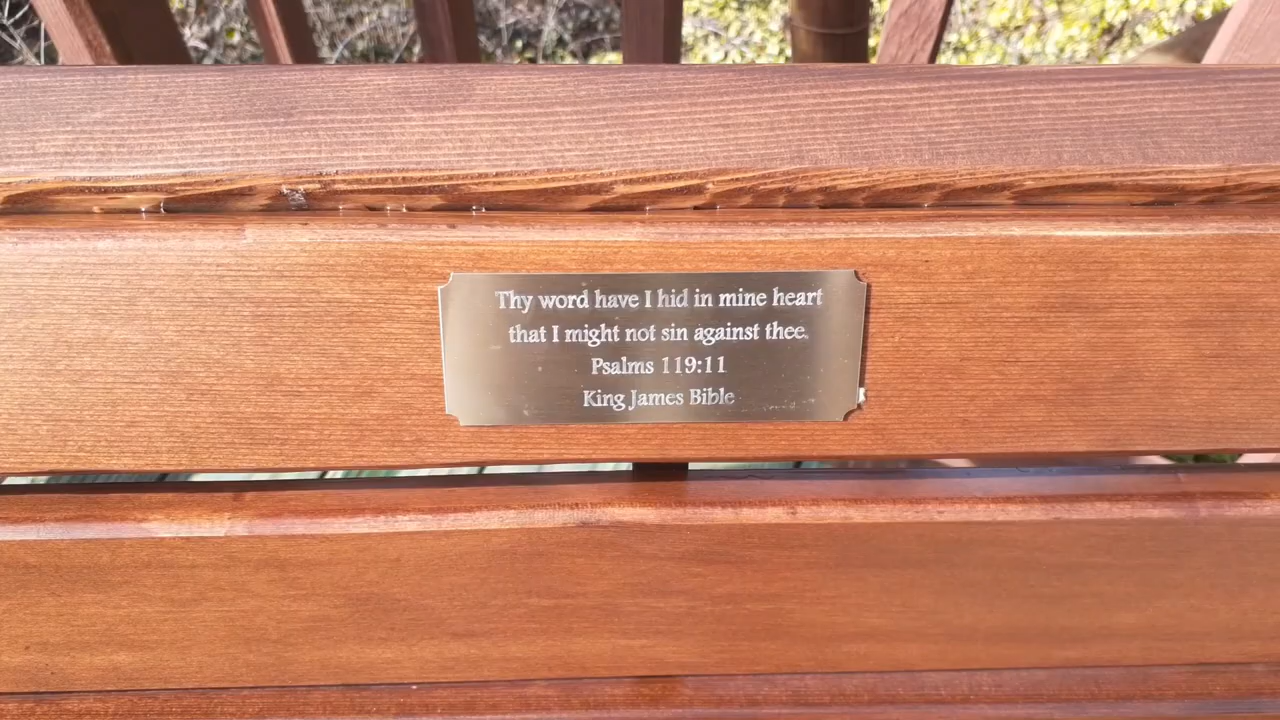 Thy word have I hid in mine heart
that I might not sin against thee.
Psalms 119:11
King James Bible